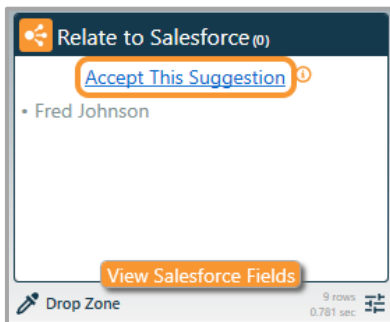 Relate to Salesforce (0)
Accept This Suggestion
• Fred Johnson
View Salesforce Fields
Drop Zone
9 rows
0.781 sec